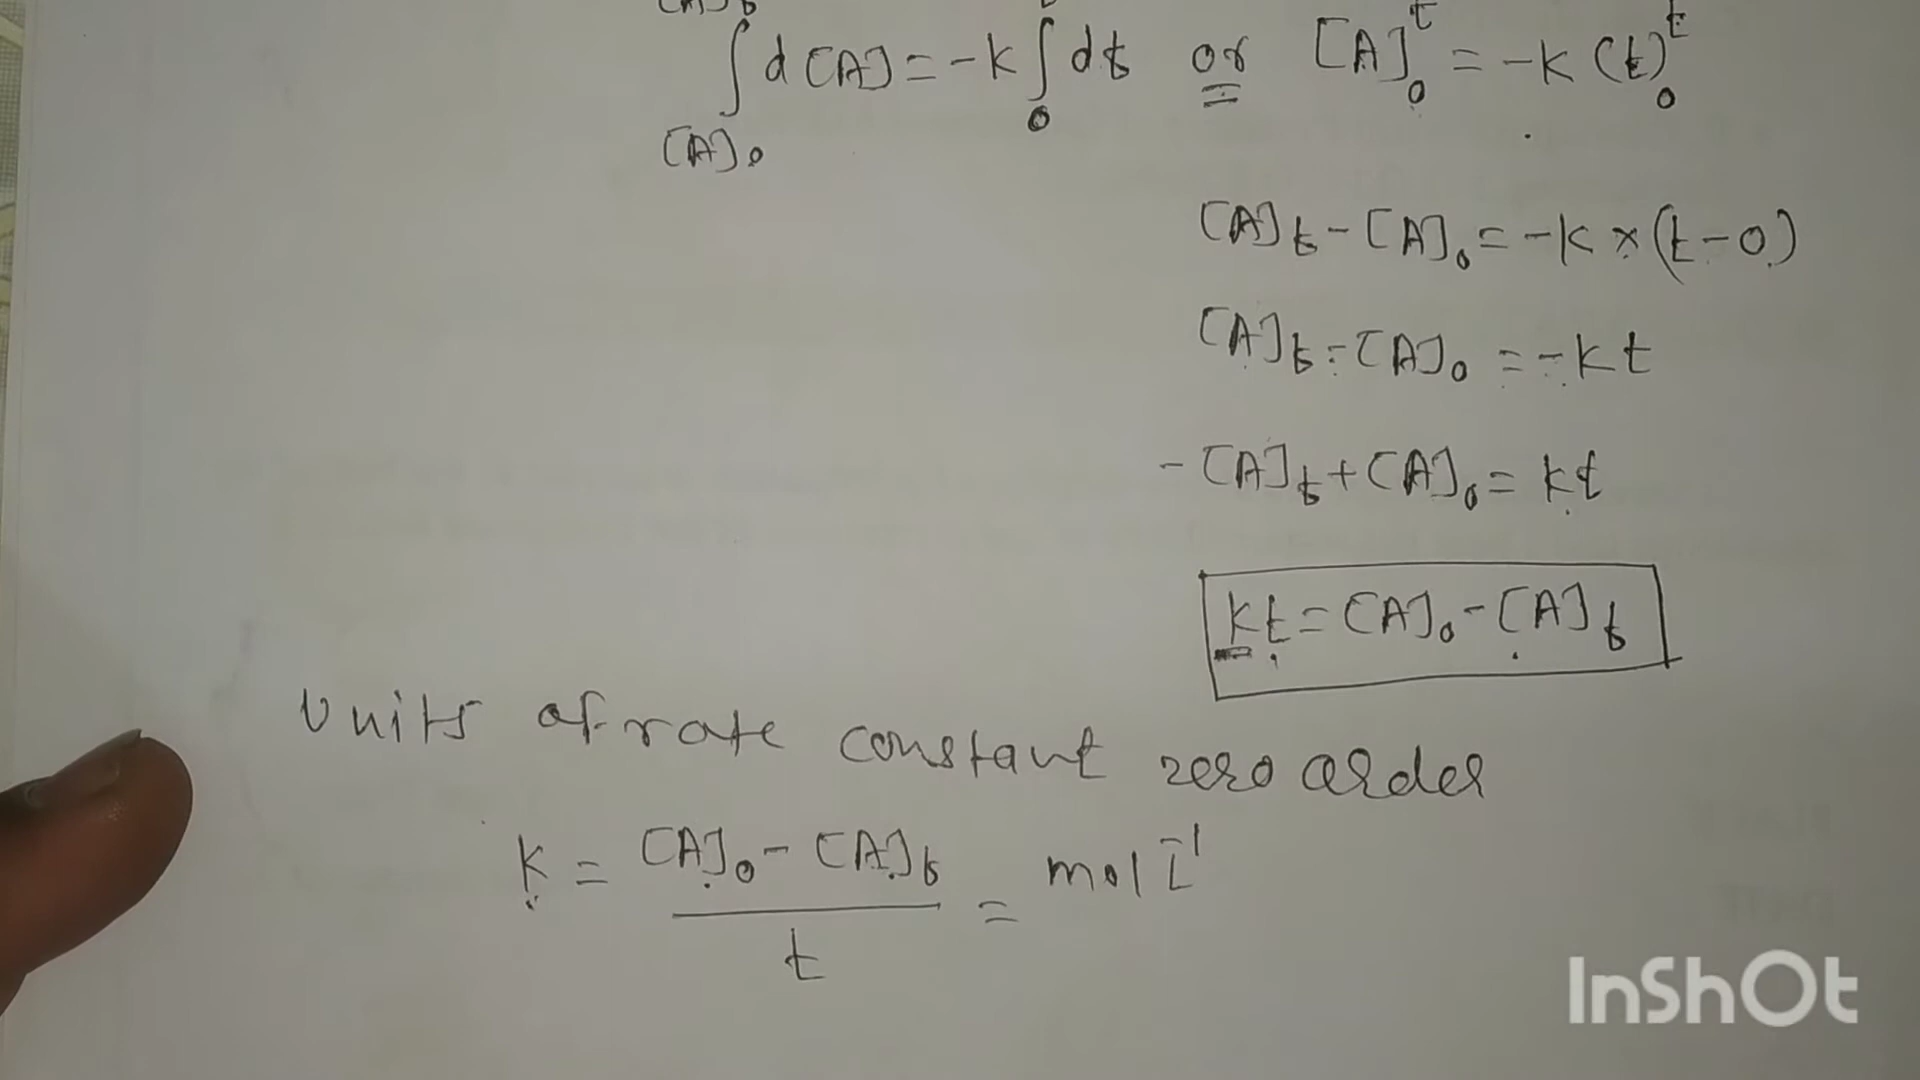 [A]t
∫ d[A] = -k ∫ dt or [A]₀ᵗ = -k (t)₀ᵗ
[A]₀ 0
[A]t - [A]₀ = -k × (t-0)
[A]t - [A]₀ = -kt
-[A]t + [A]₀ = kt
kt = [A]₀ - [A]t
Units of rate constant zero order
K = [A]₀ - [A]t / t = mol L⁻¹
InShOt